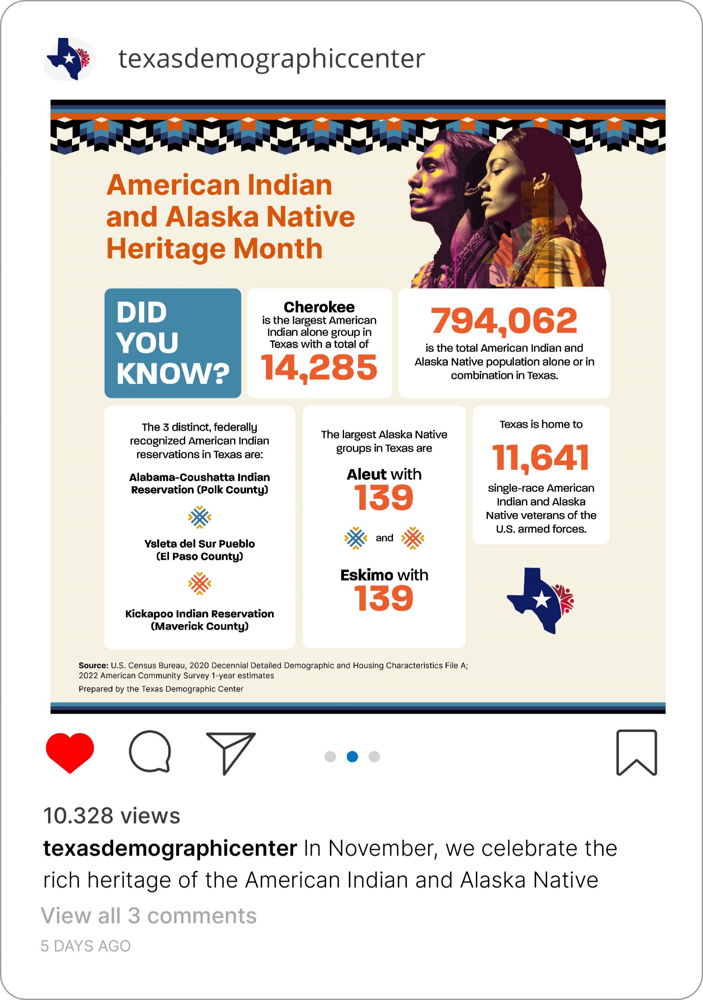 texasdemographiccenter
American Indian
and Alaska Native
Heritage Month
DID
YOU
KNOW?
Cherokee
is the largest American
Indian alone group in
Texas with a total of
14,285
794,062
is the total American Indian and
Alaska Native population alone or in
combination in Texas.
The 3 distinct, federally
recognized American Indian
reservations in Texas are:
Alabama-Coushatta Indian
Reservation (Polk County)
Ysleta del Sur Pueblo
(El Paso County)
Kickapoo Indian Reservation
(Maverick County)
The largest Alaska Native
groups in Texas are
Aleut with
139
and
Eskimo with
139
Texas is home to
11,641
single-race American
Indian and Alaska
Native veterans of the
U.S. armed forces.
Source: U.S. Census Bureau, 2020 Decennial Detailed Demographic and Housing Characteristics File A;
2022 American Community Survey 1-year estimates
Prepared by the Texas Demographic Center
10.328 views
texasdemographicenter In November, we celebrate the
rich heritage of the American Indian and Alaska Native
View all 3 comments
5 DAYS AGO